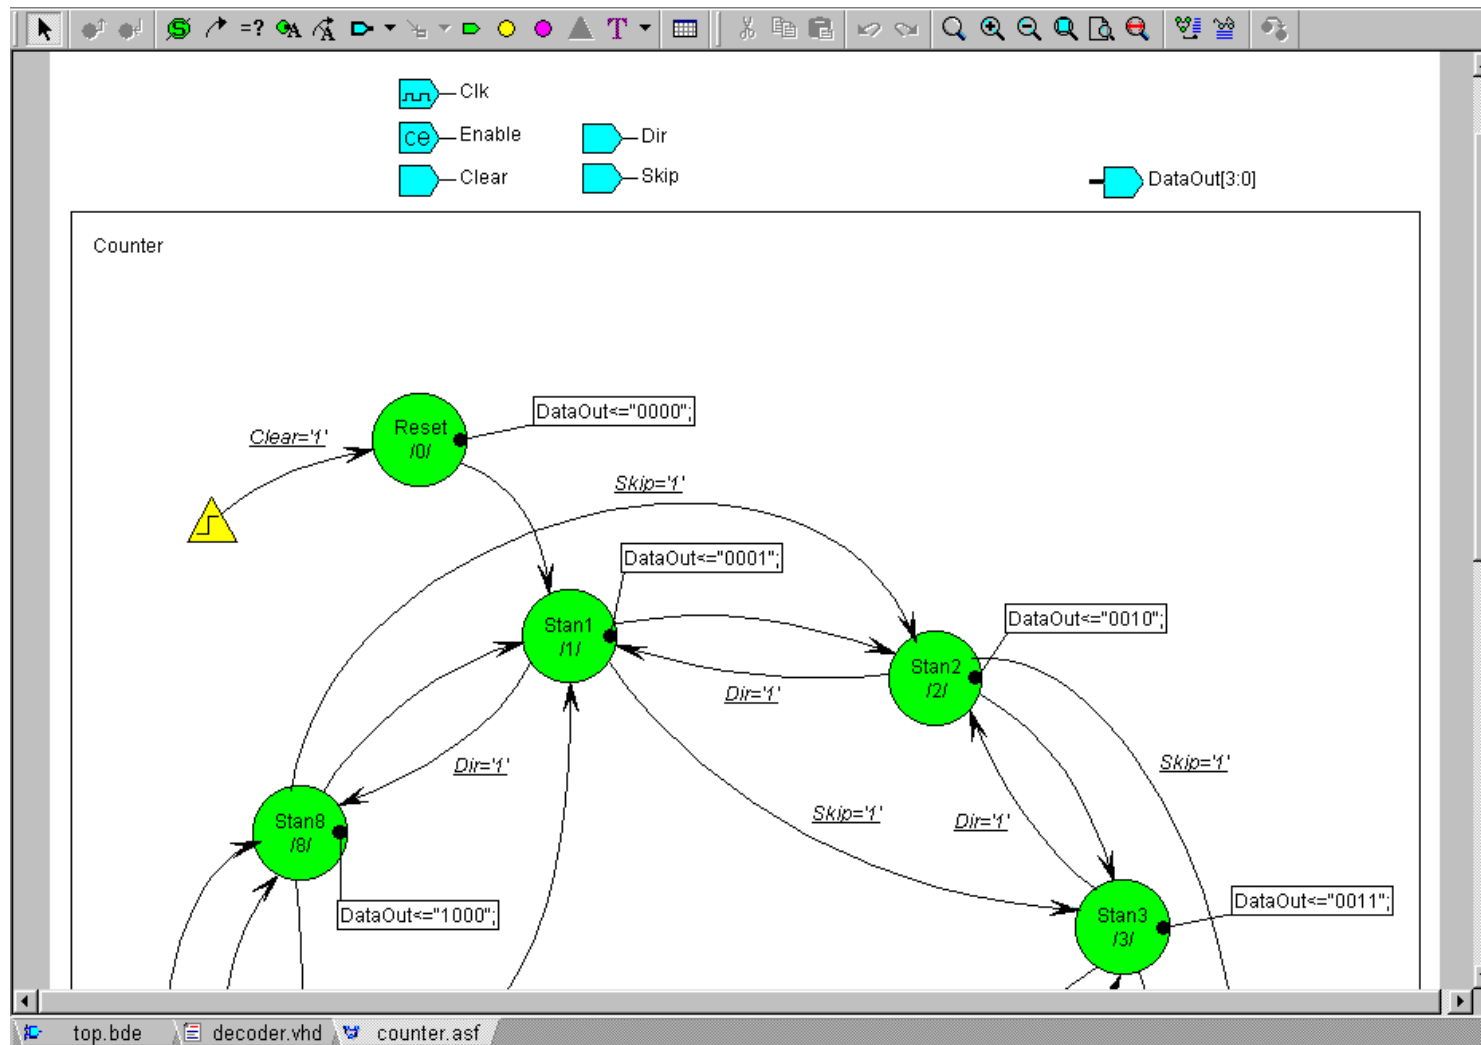 =?
Clk
ce
Enable
Dir
Clear
Skip
DataOut[3:0]
Counter
Reset
/0/
DataOut<="0000";
Clear='1'
Skip='1'
DataOut<="0001";
Stan1
/1/
DataOut<="0010";
Stan2
/2/
Dir='1'
Dir='1'
Skip='1'
Skip='1'
Dir='1'
Stan8
/8/
DataOut<="1000";
DataOut<="0011";
Stan3
/3/
top.bde
decoder.vhd
counter.asf